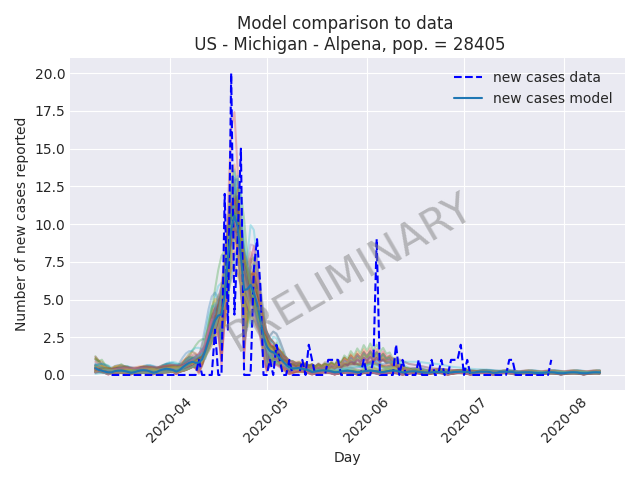 Model comparison to data
US - Michigan - Alpena, pop. = 28405
20.0
17.5
15.0
12.5
10.0
7.5
5.0
2.5
0.0
Number of new cases reported
new cases data
new cases model
PRELIMINARY
2020-04
2020-05
2020-06
2020-07
2020-08
Day